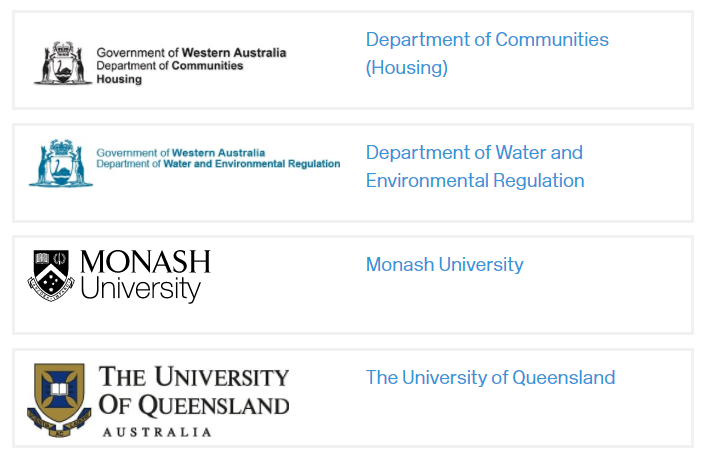 Government of Western Australia
Department of Communities
Housing
Department of Communities
(Housing)
Government of Western Australia
Department of Water and Environmental Regulation
Department of Water and
Environmental Regulation
MONASH
University
Monash University
THE UNIVERSITY
OF QUEENSLAND
AUSTRALIA
The University of Queensland